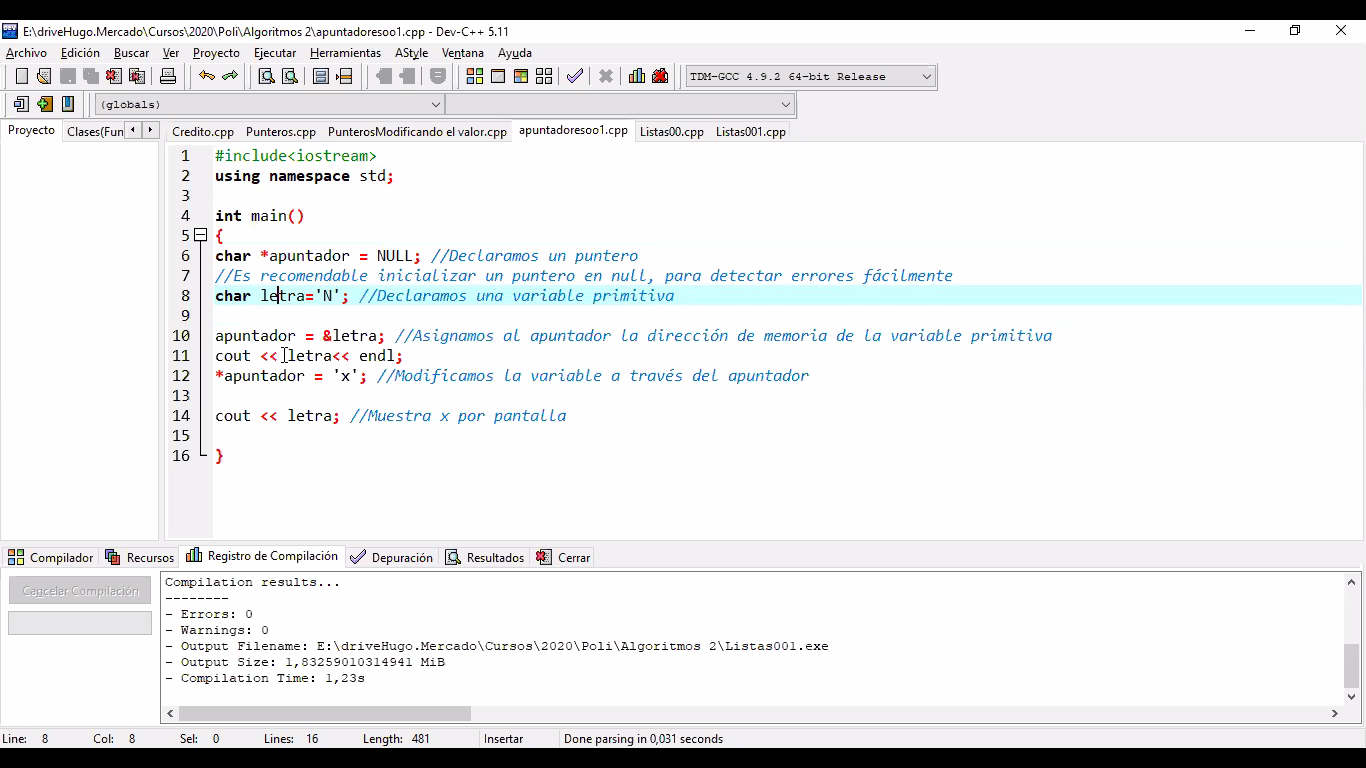 E:\driveHugo.Mercado\Cursos\2020\Poli\Algoritmos 2\apuntadoresoo1.cpp - Dev-C++ 5.11
Archivo Edición Buscar Ver Proyecto Ejecutar Herramientas AStyle Ventana Ayuda
TDM-GCC 4.9.2 64-bit Release
(globals)
Proyecto Clases(Fun Credito.cpp Punteros.cpp PunterosModificando el valor.cpp apuntadoresoo1.cpp Listas00.cpp Listas001.cpp
1 #include<iostream>
2 using namespace std;
3
4 int main()
5 {
6 char *apuntador = NULL; //Declaramos un puntero
7 //Es recomendable inicializar un puntero en null, para detectar errores fácilmente
8 char letra='N'; //Declaramos una variable primitiva
9
10 apuntador = &letra; //Asignamos al apuntador la dirección de memoria de la variable primitiva
11 cout << letra<< endl;
12 *apuntador = 'x'; //Modificamos la variable a través del apuntador
13
14 cout << letra; //Muestra x por pantalla
15
16 }
Compilador Recursos Registro de Compilación Depuración Resultados Cerrar
Cancelar Compilación
Compilation results...
--------
- Errors: 0
- Warnings: 0
- Output Filename: E:\driveHugo.Mercado\Cursos\2020\Poli\Algoritmos 2\Listas001.exe
- Output Size: 1,83259010314941 MiB
- Compilation Time: 1,23s
Line: 8 Col: 8 Sel: 0 Lines: 16 Length: 481 Insertar Done parsing in 0,031 seconds